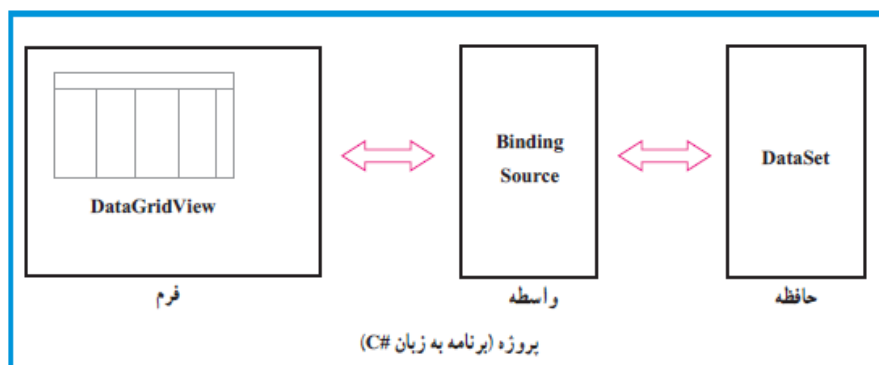 DataGridView
Binding
Source
DataSet
فرم
واسطه
حافظه
پروژه (برنامه به زبان C#)